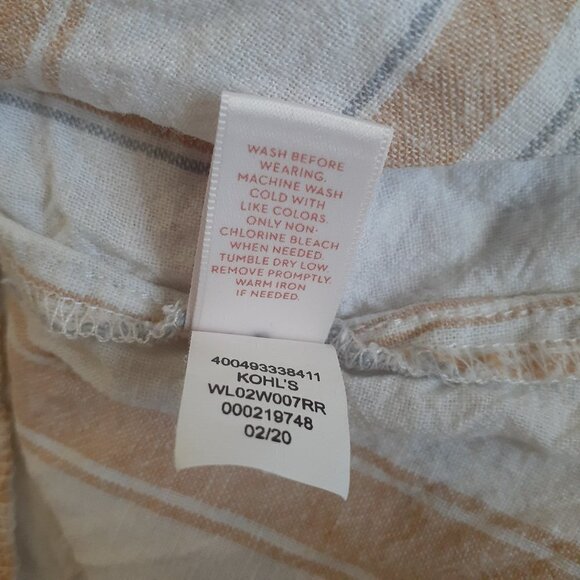 WASH BEFORE
WEARING.
MACHINE WASH
COLD WITH
LIKE COLORS.
ONLY NON-
CHLORINE BLEACH
WHEN NEEDED.
TUMBLE DRY LOW.
REMOVE PROMPTLY.
WARM IRON
IF NEEDED.
400493338411
KOHL'S
WL02W007RR
000219748
02/20